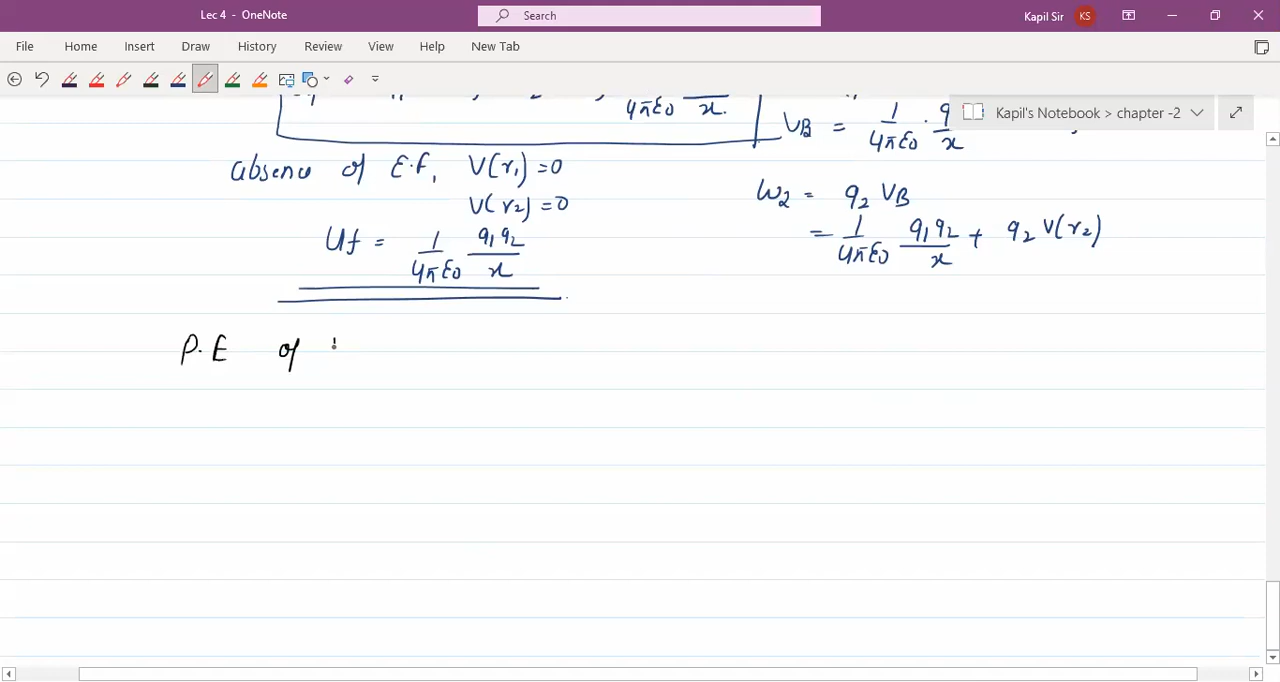 Lec 4 - OneNote
Search
Kapil Sir KS
File Home Insert Draw History Review View Help New Tab
Kapil's Notebook > chapter -2
4πε0 x.
VB = 1/4πε0 · q/x
absence of E.F, V(r1) = 0
V(r2) = 0
Uf = 1/4πε0 q1q2/x
W2 = q2 VB
= 1/4πε0 q1q2/x + q2 V(r2)
P.E of